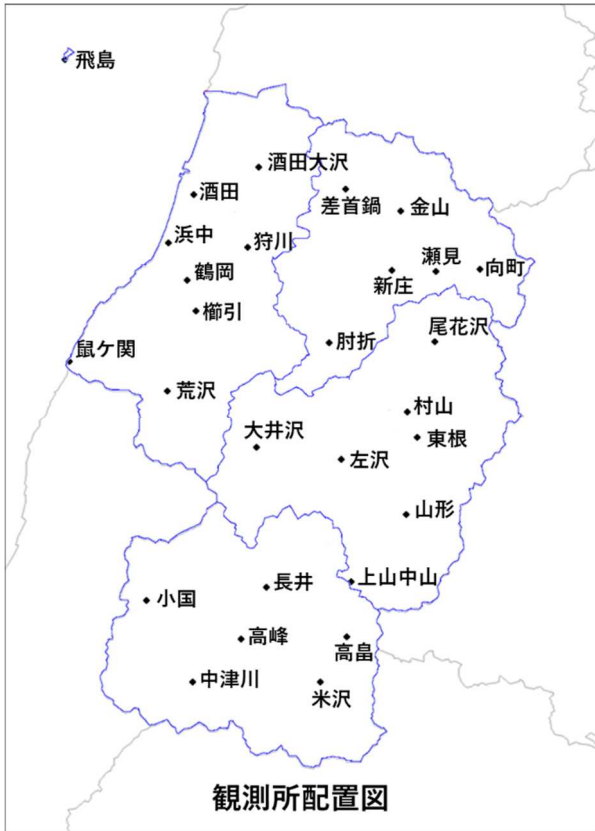 飛島
酒田大沢
酒田
差首鍋
金山
浜中
狩川
瀬見
向町
鶴岡
新庄
櫛引
尾花沢
肘折
鼠ケ関
荒沢
村山
大井沢
東根
左沢
山形
上山中山
長井
小国
高峰
高畠
中津川
米沢
観測所配置図